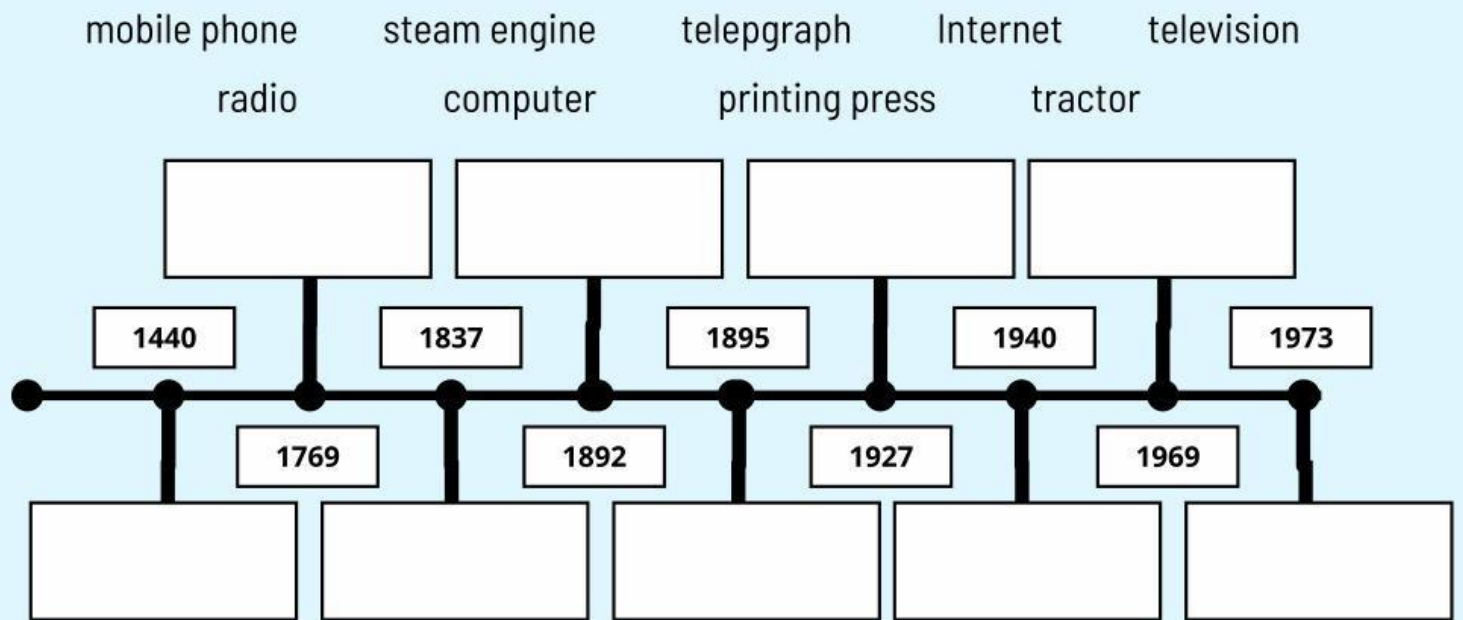 mobile phone steam engine telepgraph Internet television
radio computer printing press tractor
1440 1837 1895 1940 1973
1769 1892 1927 1969